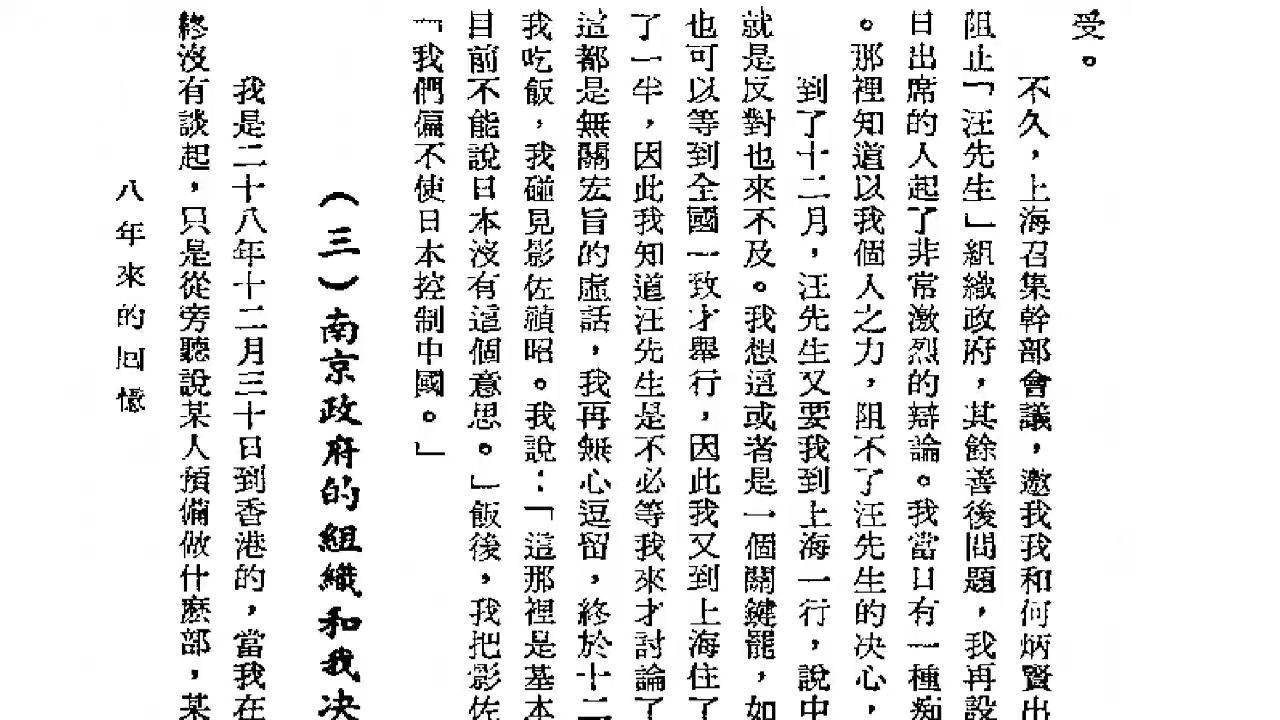 受。
不久，上海召集幹部會議，邀我我和何炳賢出
阻止「汪先生」組織政府，其餘善後問題，我再設
日出席的人起了非常激烈的辯論。我當日有一種痴
。那裡知道以我個人之力，阻不了汪先生的決心，
到了十二月，汪先生又要我到上海一行，說中
就是反對也來不及。我想這或者是一個關鍵罷，如
也可以等到全國一致才舉行，因此我又到上海住了
了一半，因此我知道汪先生是不必等我來才討論了
這都是無關宏旨的虛話，我再無心逗留，終於十二
我吃飯，我碰見影佐禎昭。我說：「這那裡是基本
目前不能說日本沒有這個意思。」飯後，我把影佐
「我們偏不使日本控制中國。」
（三）南京政府的組織和我決
我是二十八年十二月三十日到香港的，當我在
終沒有談起，只是從旁聽說某人預備做什麽部，某
八年來的回憶